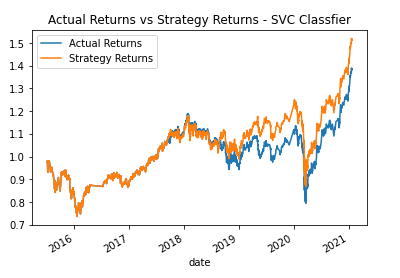 Actual Returns vs Strategy Returns - SVC Classfier
Actual Returns
Strategy Returns
1.5
1.4
1.3
1.2
1.1
1.0
0.9
0.8
0.7
2016 2017 2018 2019 2020 2021
date